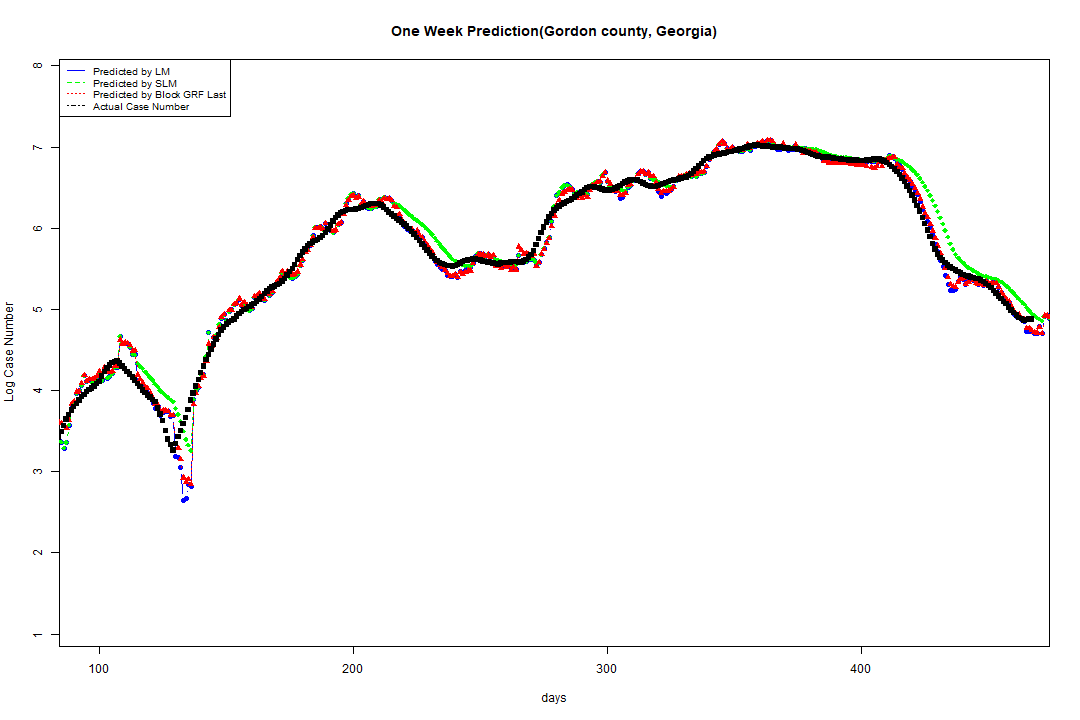 One Week Prediction(Gordon county, Georgia)
Predicted by LM
Predicted by SLM
Predicted by Block GRF Last
Actual Case Number
8
7
6
5
4
3
2
1
Log Case Number
100 200 300 400
days